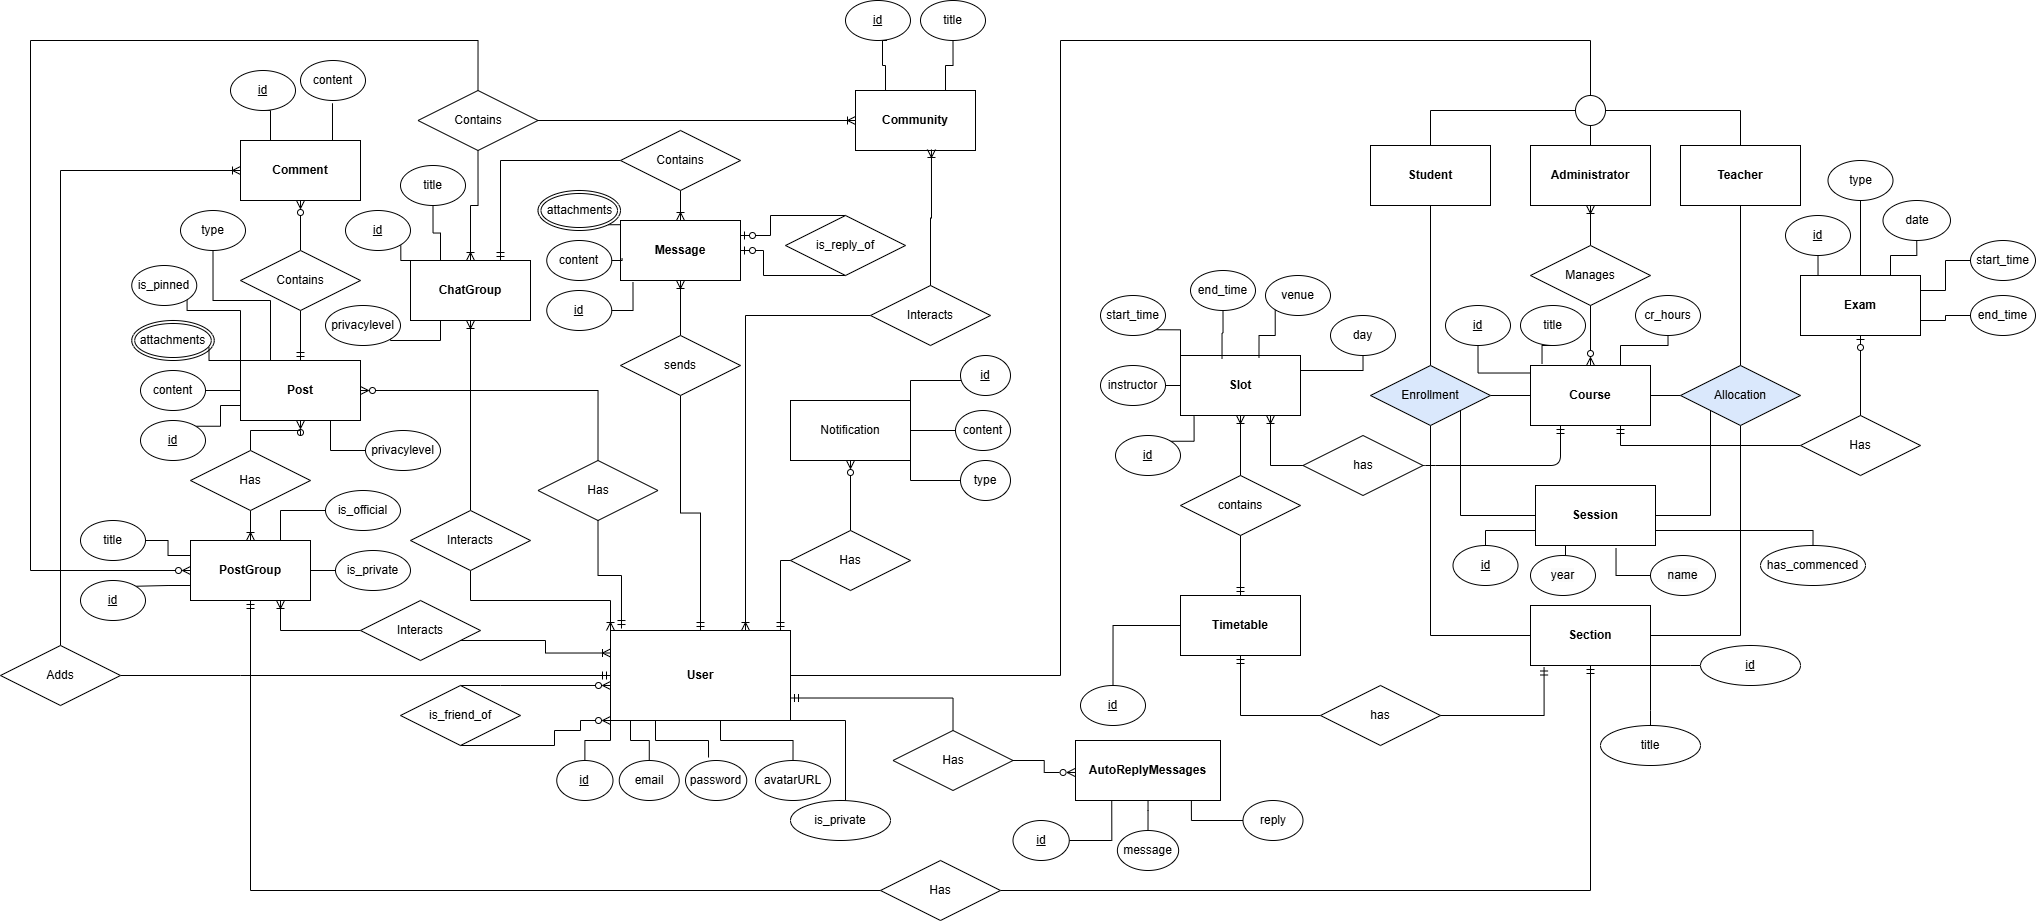 id
title
id
content
Contains
Community
Comment
Contains
title
type
id
attachments
Message
is_reply_of
content
id
Contains
is_pinned
ChatGroup
privacylevel
attachments
Post
content
id
privacylevel
sends
Interacts
Notification
id
content
type
Has
Has
Has
is_official
title
PostGroup
is_private
id
Interacts
Interacts
Adds
User
is_friend_of
id
email
password
avatarURL
is_private
Has
AutoReplyMessages
id
message
reply
Has
Student
Administrator
Teacher
type
id
date
start_time
end_time
Exam
Manages
start_time
end_time
venue
day
instructor
Slot
id
id
title
cr_hours
Enrollment
Course
Allocation
has
Has
contains
Session
id
year
name
has_commenced
Timetable
id
has
Section
id
title